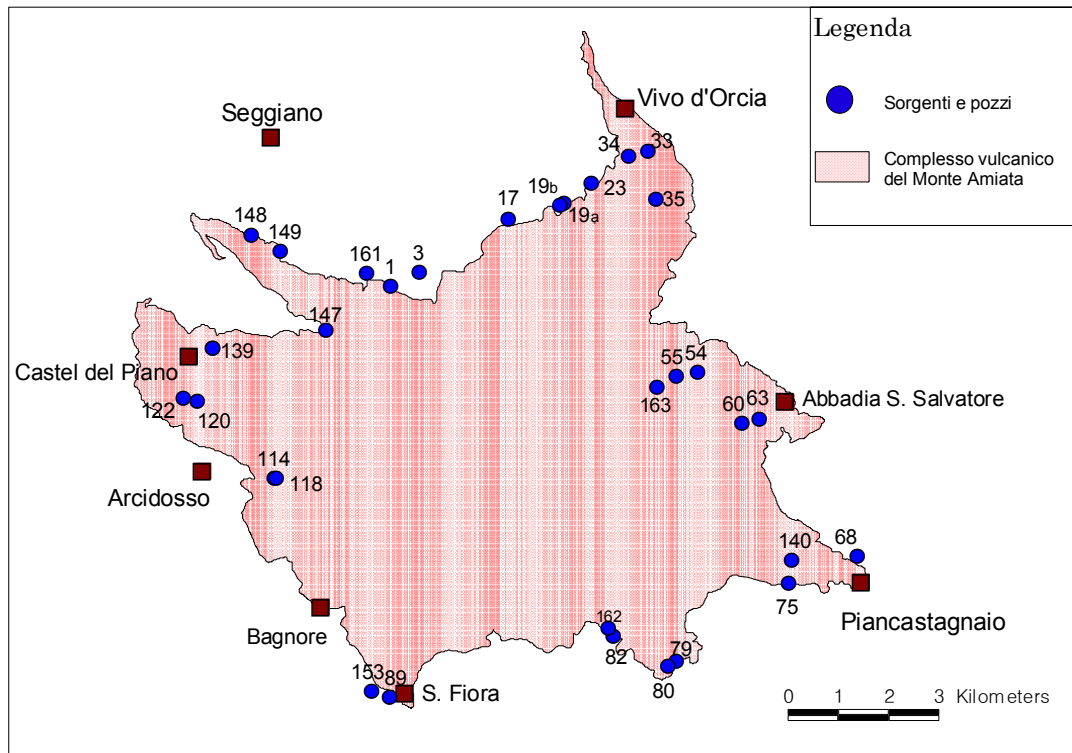 Legenda
Sorgenti e pozzi
Complesso vulcanico
del Monte Amiata
Vivo d'Orcia
Seggiano
34
33
23
35
19b
19a
17
148
149
161
1
3
147
139
Castel del Piano
122
120
55
54
163
60
63
Abbadia S. Salvatore
114
118
Arcidosso
140
68
75
Piancastagnaio
Bagnore
162
82
79
80
153
89
S. Fiora
0 1 2 3 Kilometers